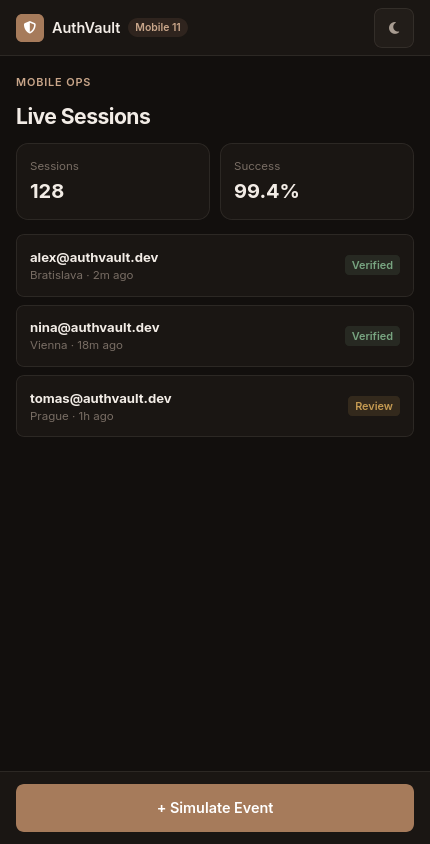 AuthVault Mobile 11
MOBILE OPS
Live Sessions
Sessions Success
128 99.4%
alex@authvault.dev
Bratislava · 2m ago
Verified
nina@authvault.dev
Vienna · 18m ago
Verified
tomas@authvault.dev
Prague · 1h ago
Review
+ Simulate Event